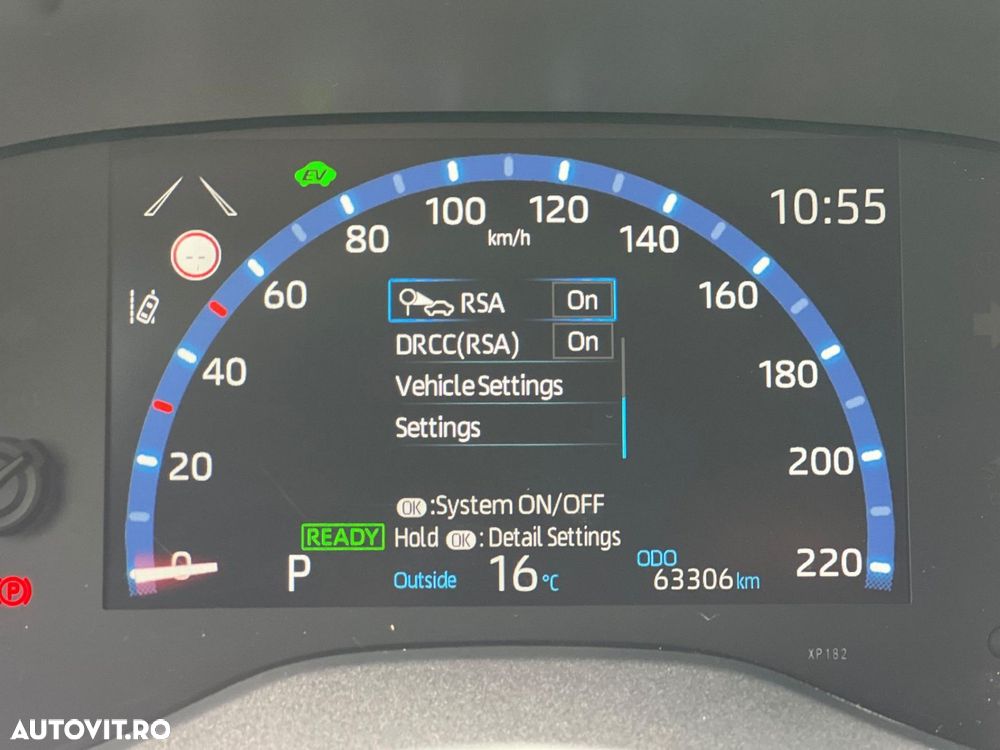 EV
10:55
100
120
80
km/h
140
60
160
RSA On
DRCC(RSA) On
40
180
Vehicle Settings
Settings
20
200
OK :System ON/OFF
READY Hold OK : Detail Settings
0
P
Outside 16°C
ODO
63306 km
220
(P)
XP182
AUTOVIT.RO